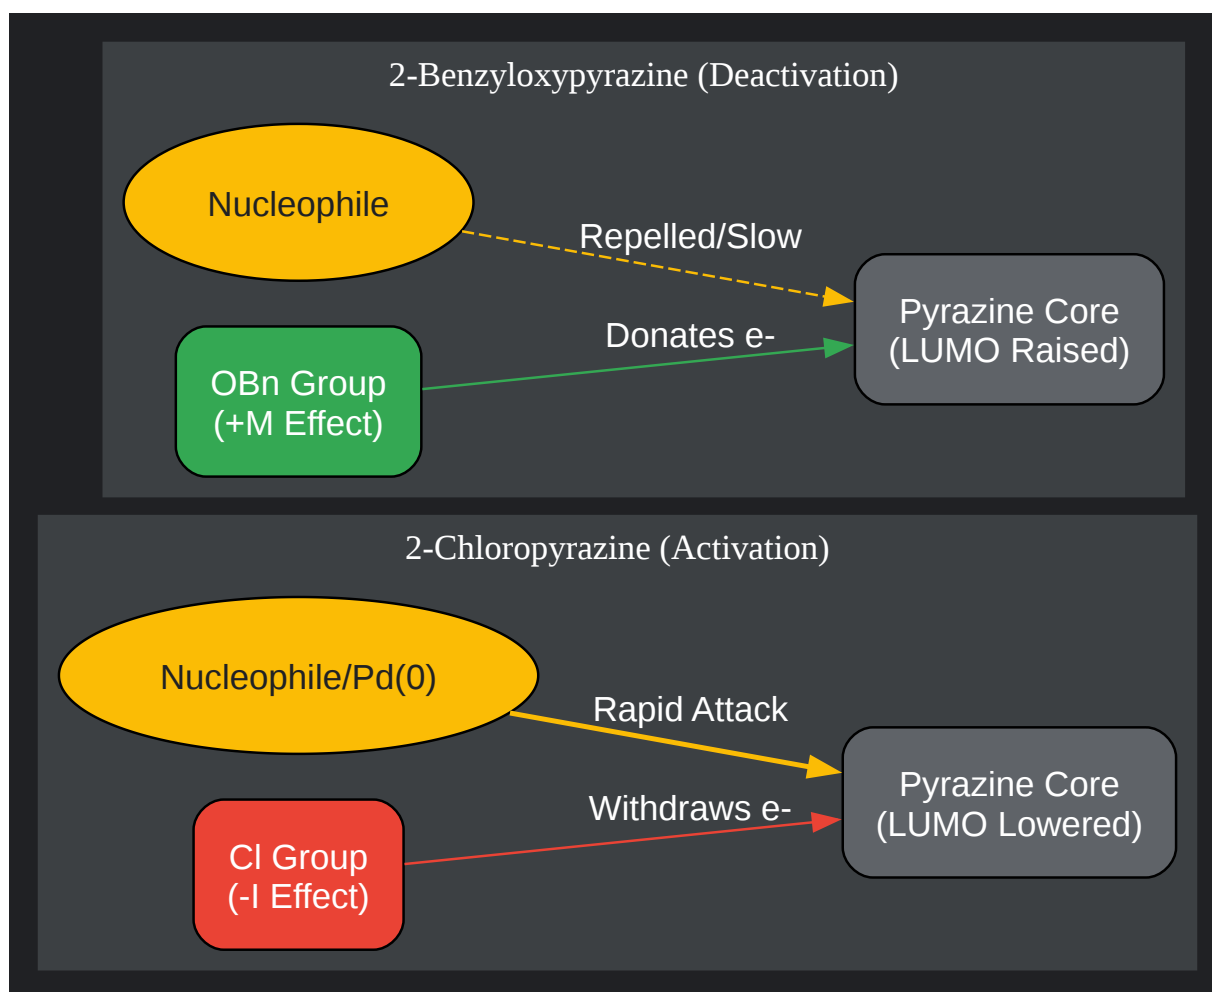 2-Benzyloxypyrazine (Deactivation)
Nucleophile
Repelled/Slow
Pyrazine Core
(LUMO Raised)
Donates e-
OBn Group
(+M Effect)
2-Chloropyrazine (Activation)
Nucleophile/Pd(0)
Rapid Attack
Pyrazine Core
(LUMO Lowered)
Withdraws e-
Cl Group
(-I Effect)